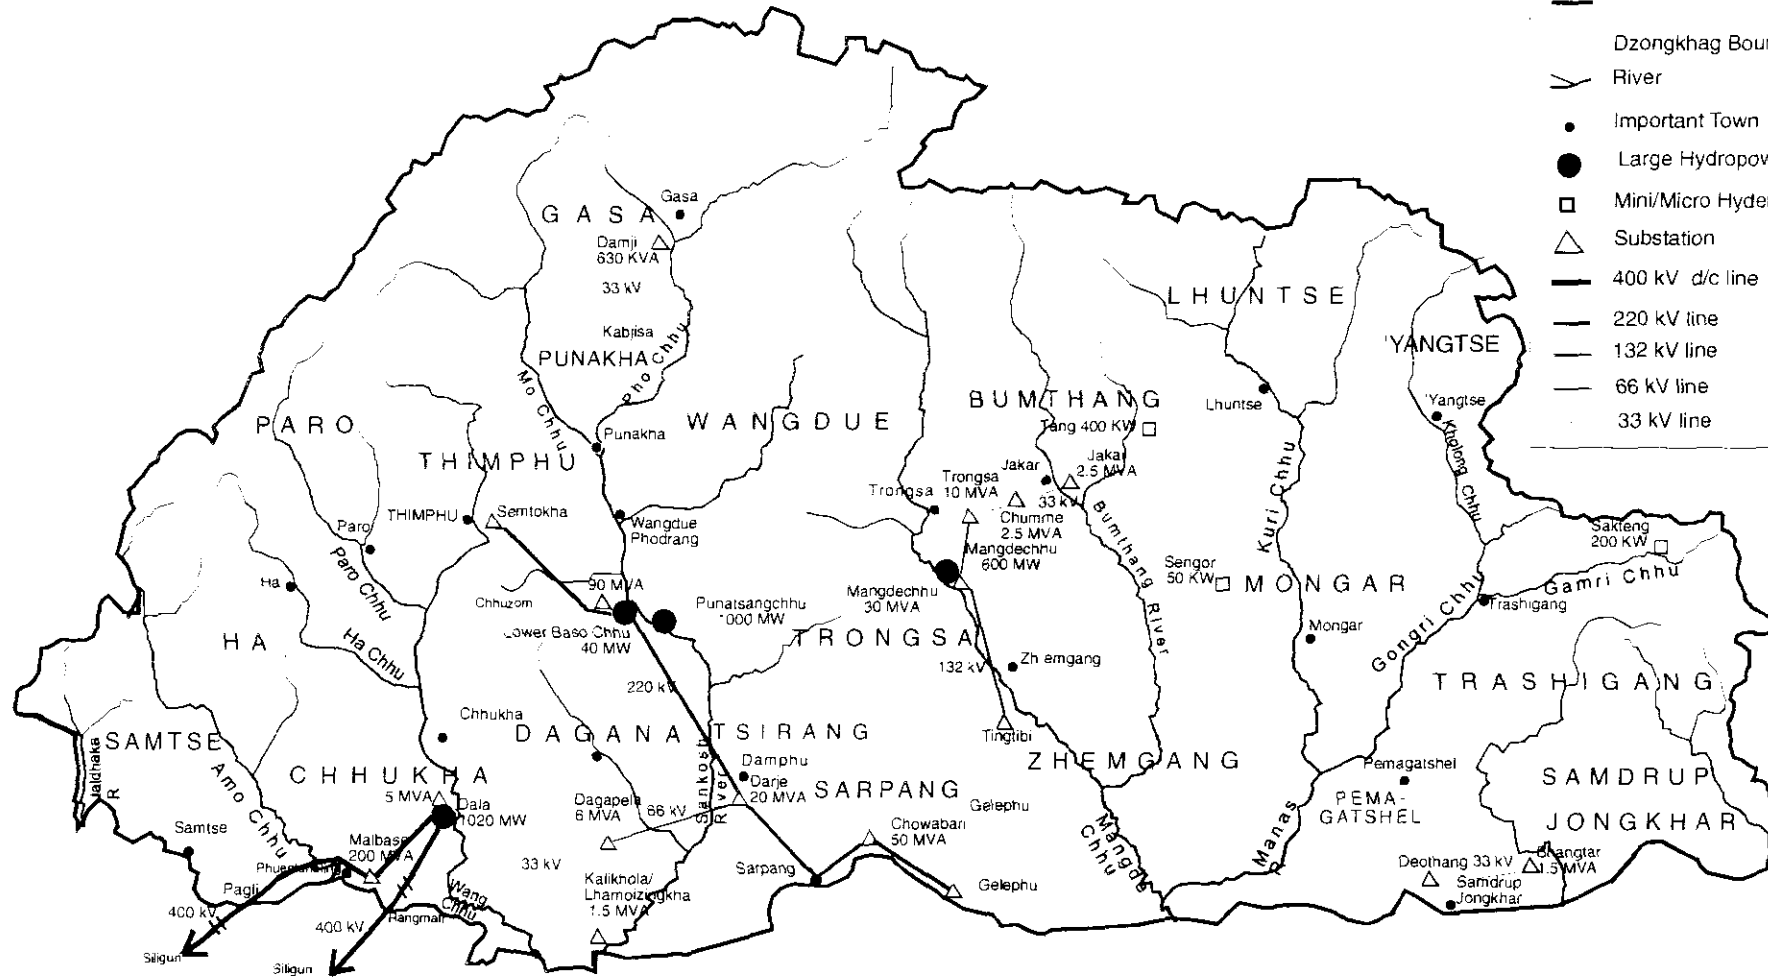 Dzongkhag Boun
River
Important Town
Large Hydropow
Mini/Micro Hyder
Substation
400 kV d/c line
220 kV line
132 kV line
66 kV line
33 kV line
GASA
Gasa
Damji
630 KVA
33 kV
Kabjisa
PUNAKHA
Pho Chhu
Mo Chhu
Punakha
LHUNTSE
Lhuntse
'YANGTSE
'Yangtse
Kholong Chhu
PARO
THIMPHU
WANGDUE
BUMTHANG
Tang 400 KW
Jakar
2.5 MVA
Jakar
33 kV
Trongsa
10 MVA
Trongsa
Chumme
2.5 MVA
Bumthang River
Kuri Chhu
THIMPHU
Semtokha
Wangdue
Phodrang
Paro
Paro Chhu
Ha
Ha Chhu
HA
Chhuzom
90 MVA
Lower Baso Chhu
40 MW
Punatsangchhu
1000 MW
Mangdechhu
600 MW
Mangdechhu
30 MVA
Sengor
50 KW
MONGAR
Mongar
Sakteng
200 KW
Gamri Chhu
Trashigang
Gongri Chhu
TRONGSA
132 kV
Zhemgang
Tingtibi
TRASHIGANG
220 kV
Chhukha
DAGANA
TSIRANG
SAMTSE
Jaldhaka
R
Amo Chhu
CHHUKHA
5 MVA
Dala
1020 MW
Dagapela
6 MVA
66 kV
Sankosh
River
Damphu
Darje
20 MVA
SARPANG
Gelephu
ZHEMGANG
Pemagatshel
PEMA-
GATSHEL
SAMDRUP
JONGKHAR
Samtse
Malbase
200 MVA
33 kV
Chowabari
50 MVA
Sarpang
Gelephu
Mangde
Chhu
Manas
R
Deothang
33 kV
Bhangtar
1.5 MVA
Samdrup
Jongkhar
Pagli
400 kV
400 kV
Rangmati
Wang
Chhu
Kalikhola/
Lhamoizingkha
1.5 MVA
Siliguri
Siliguri